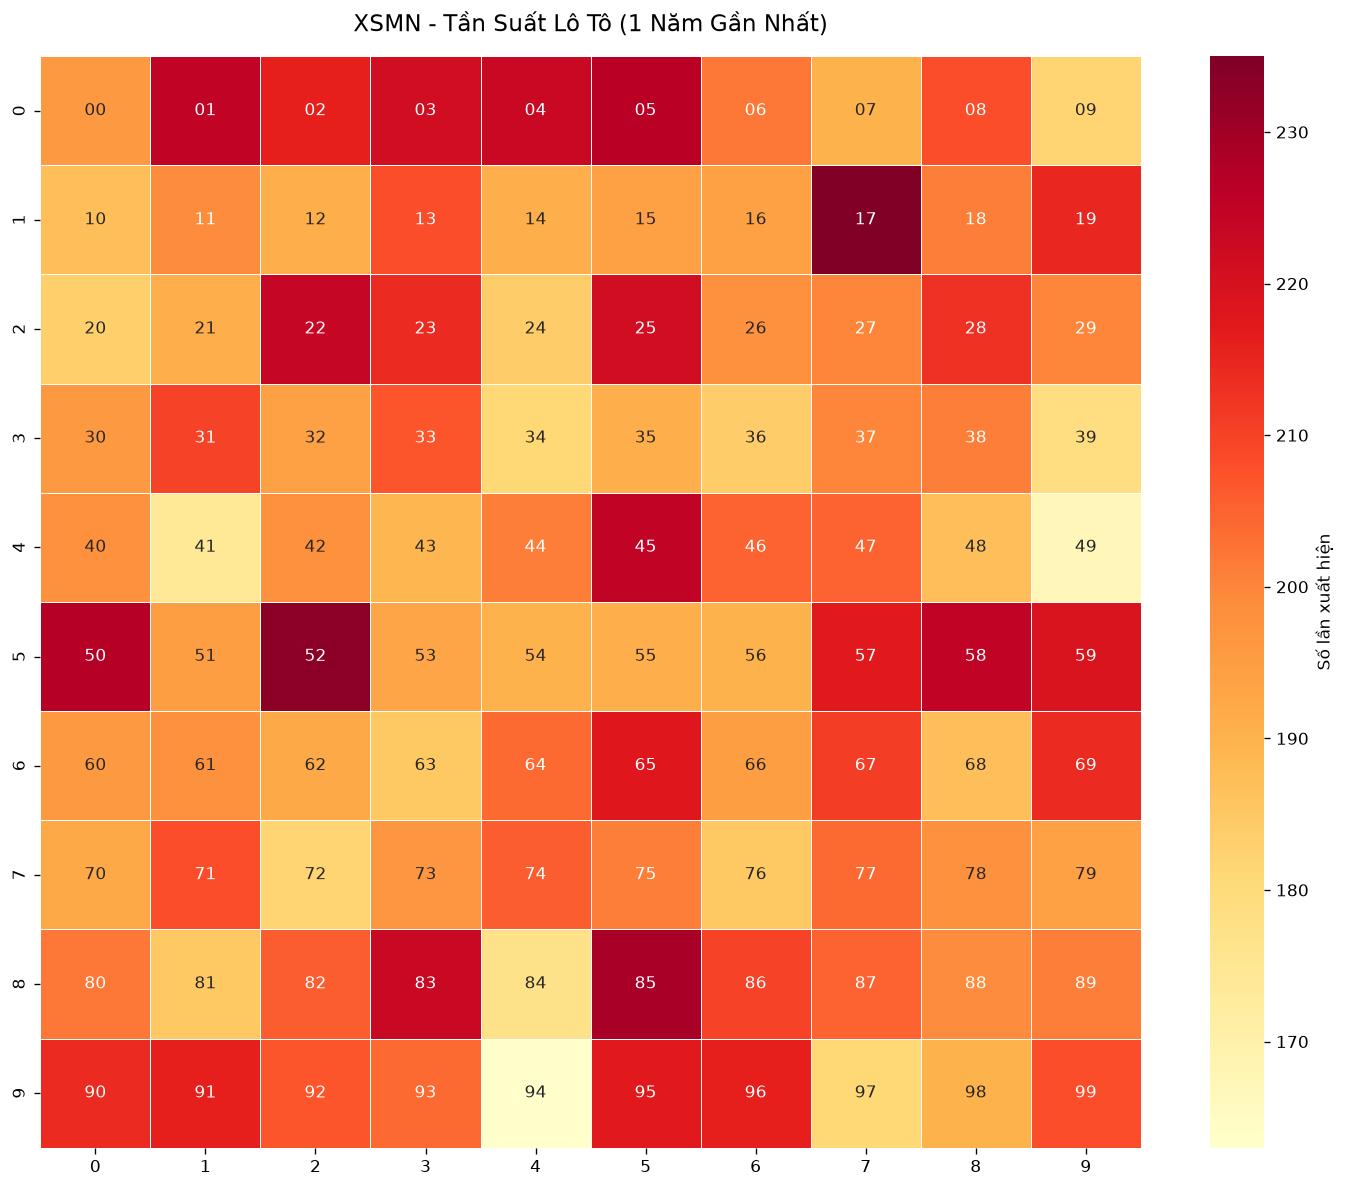 XSMN - Tần Suất Lô Tô (1 Năm Gần Nhất)
0 00 01 02 03 04 05 06 07 08 09
1 10 11 12 13 14 15 16 17 18 19
2 20 21 22 23 24 25 26 27 28 29
3 30 31 32 33 34 35 36 37 38 39
4 40 41 42 43 44 45 46 47 48 49
5 50 51 52 53 54 55 56 57 58 59
6 60 61 62 63 64 65 66 67 68 69
7 70 71 72 73 74 75 76 77 78 79
8 80 81 82 83 84 85 86 87 88 89
9 90 91 92 93 94 95 96 97 98 99
0 1 2 3 4 5 6 7 8 9
230
220
210
200
190
180
170
Số lần xuất hiện